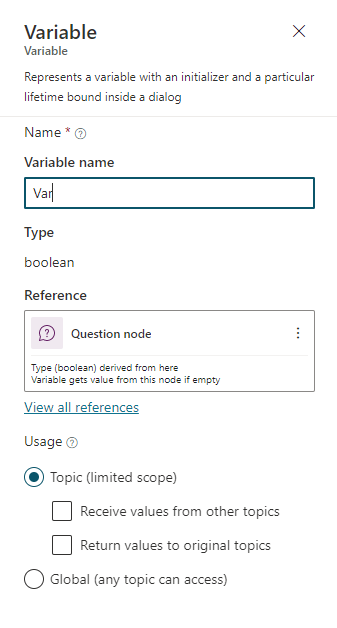 Variable
Variable
Represents a variable with an initializer and a particular
lifetime bound inside a dialog
Name *
Variable name
Var
Type
boolean
Reference
Question node
Type (boolean) derived from here
Variable gets value from this node if empty
View all references
Usage
Topic (limited scope)
Receive values from other topics
Return values to original topics
Global (any topic can access)